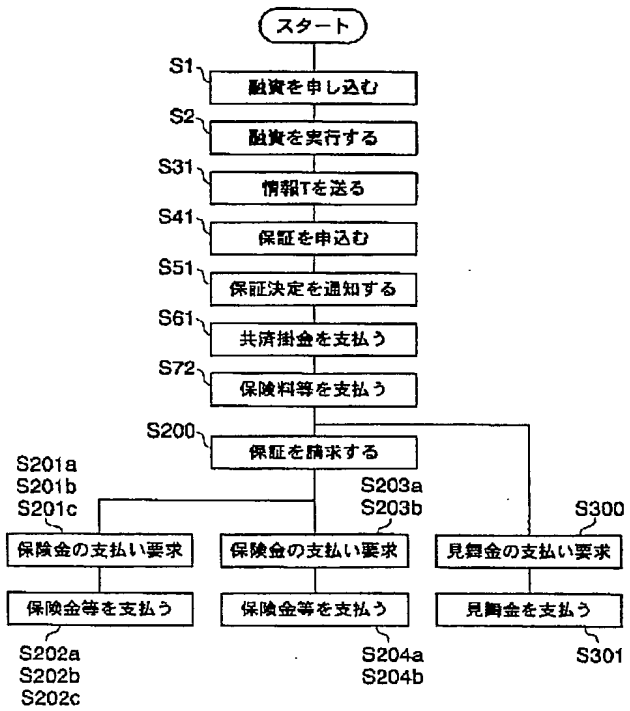 スタート
S1
融資を申し込む
S2
融資を実行する
S31
情報Tを送る
S41
保証を申込む
S51
保証決定を通知する
S61
共済掛金を支払う
S72
保険料等を支払う
S200
保証を請求する
S201a
S201b
S201c
S203a
S203b
S300
保険金の支払い要求
保険金の支払い要求
見舞金の支払い要求
保険金等を支払う
保険金等を支払う
見舞金を支払う
S202a
S202b
S202c
S204a
S204b
S301